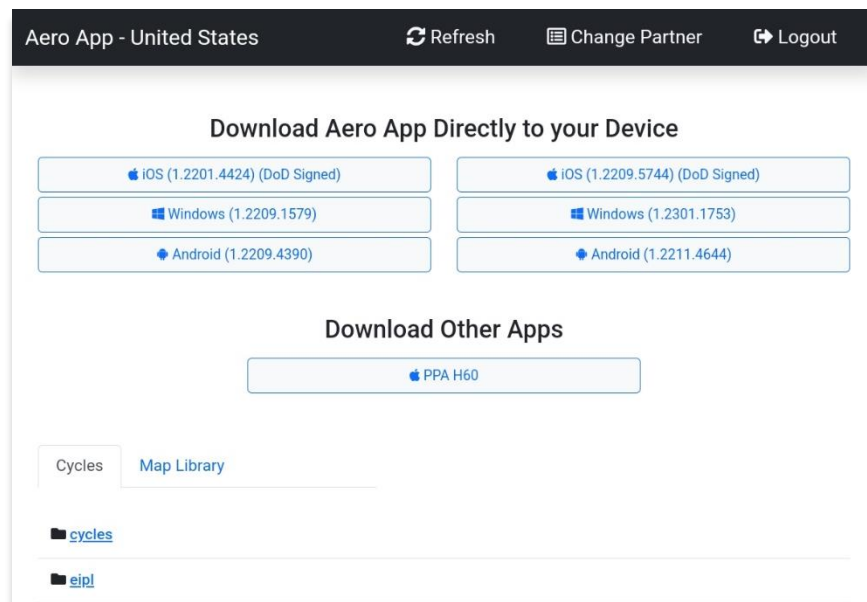 Aero App - United States Refresh Change Partner Logout
Download Aero App Directly to your Device
iOS (1.2201.4424) (DoD Signed) iOS (1.2209.5744) (DoD Signed)
Windows (1.2209.1579) Windows (1.2301.1753)
Android (1.2209.4390) Android (1.2211.4644)
Download Other Apps
PPA H60
Cycles Map Library
cycles
eipl